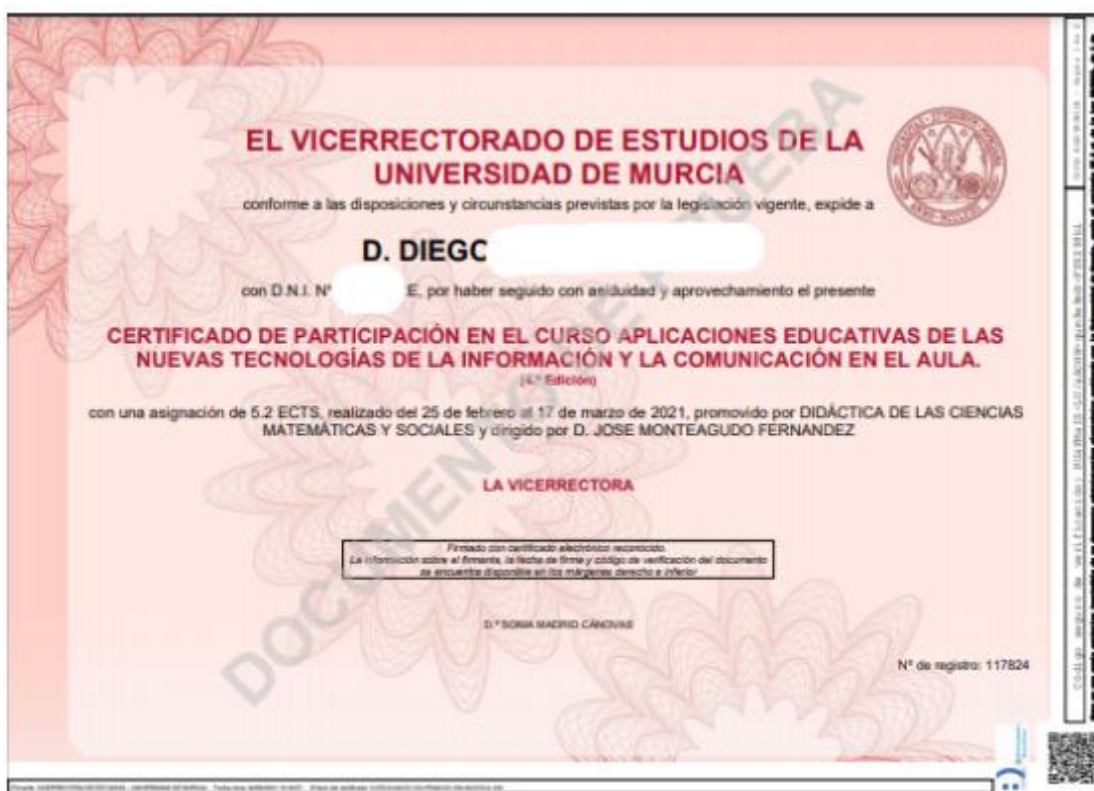 EL VICERRECTORADO DE ESTUDIOS DE LA
UNIVERSIDAD DE MURCIA
conforme a las disposiciones y circunstancias previstas por la legislación vigente, expide a
D. DIEGO
con D.N.I. Nº E, por haber seguido con asiduidad y aprovechamiento el presente
CERTIFICADO DE PARTICIPACIÓN EN EL CURSO APLICACIONES EDUCATIVAS DE LAS
NUEVAS TECNOLOGÍAS DE LA INFORMACIÓN Y LA COMUNICACIÓN EN EL AULA.
(4.ª Edición)
con una asignación de 5.2 ECTS, realizado del 25 de febrero al 17 de marzo de 2021, promovido por DIDÁCTICA DE LAS CIENCIAS
MATEMÁTICAS Y SOCIALES y dirigido por D. JOSE MONTEAGUDO FERNANDEZ
LA VICERRECTORA
Firmado con certificado electrónico reconocido.
La información sobre el firmante, la fecha de firma y código de verificación del documento
se encuentra disponible en los márgenes derecho e inferior
D.ª SONIA MADRID CÁNOVAS
Nº de registro: 117824
DOCUMENTO DE PRUEBA
Código seguro de verificación: